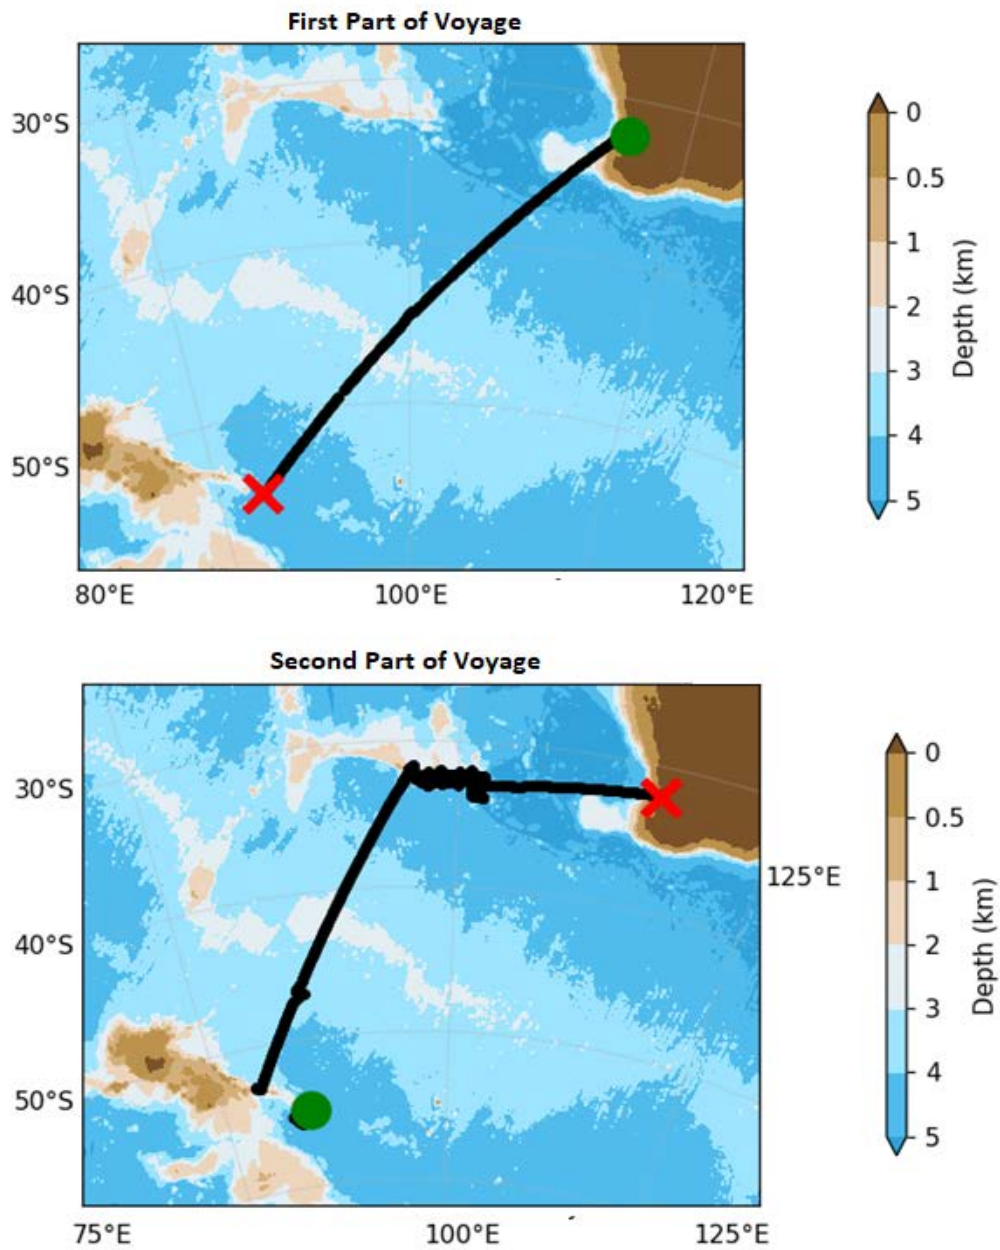 First Part of Voyage
30°S
40°S
50°S
80°E
100°E
120°E
0
0.5
1
2
3
4
5
Depth (km)
Second Part of Voyage
30°S
40°S
50°S
75°E
100°E
125°E
125°E
0
0.5
1
2
3
4
5
Depth (km)